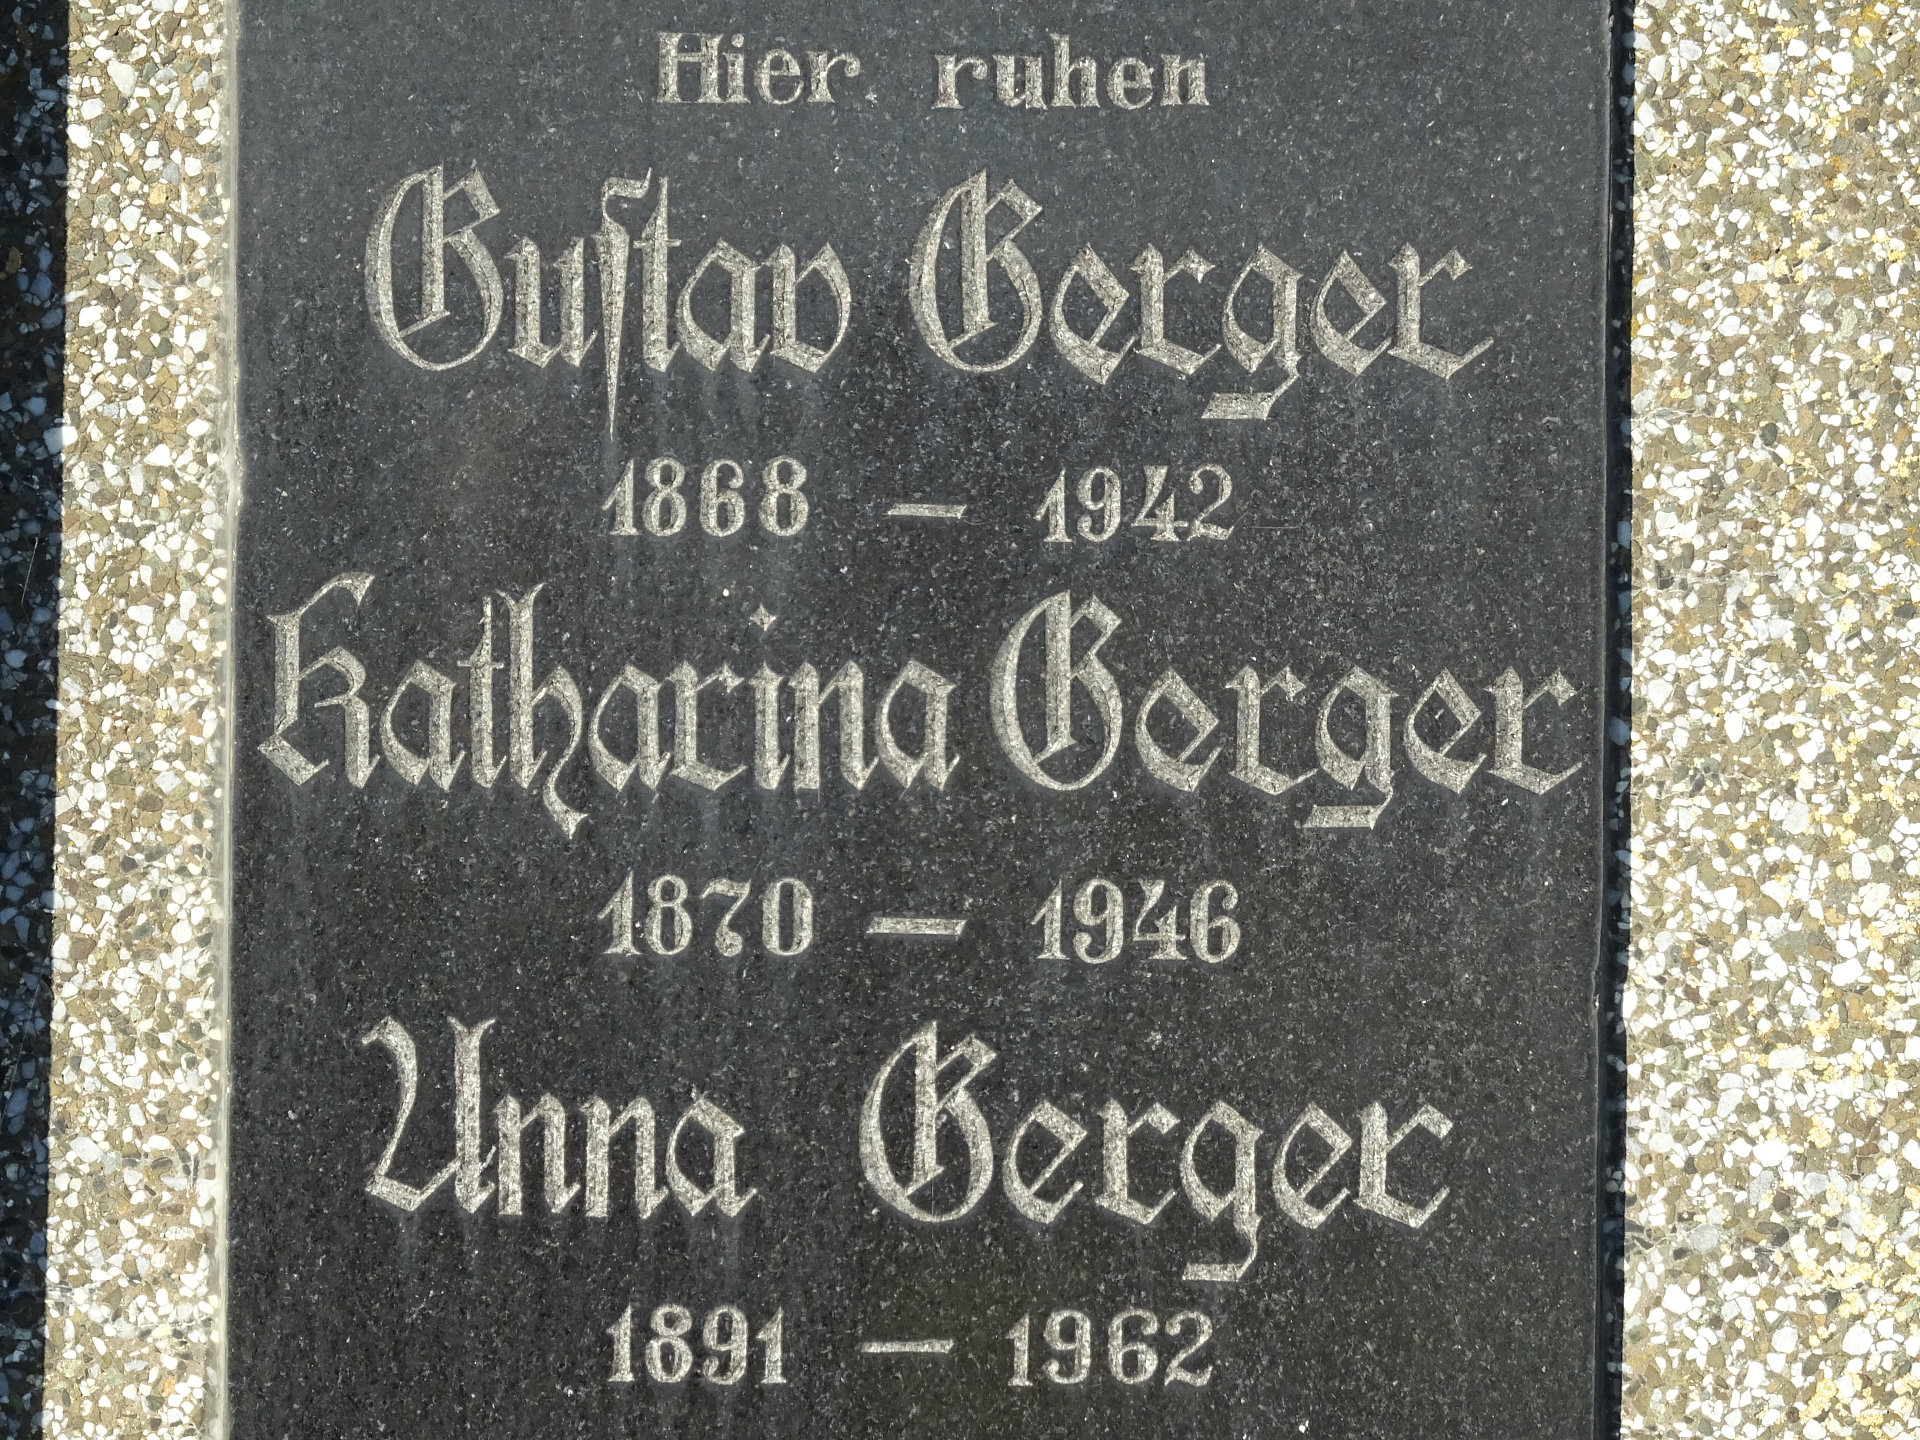 Hier ruhen
Guſtav Gerger
1868 – 1942
Katharina Gerger
1870 – 1946
Anna Gerger
1891 – 1962